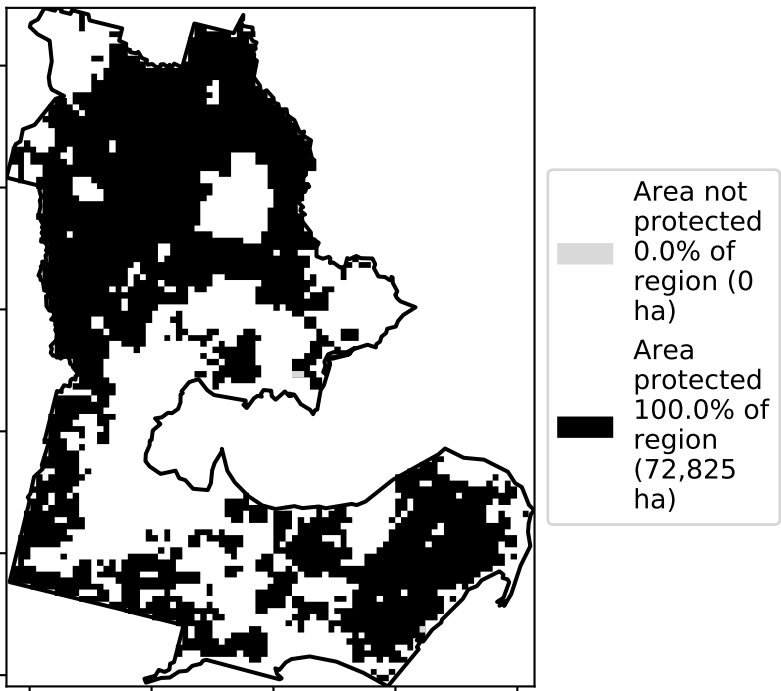 Area not
protected
0.0% of
region (0
ha)
Area
protected
100.0% of
region
(72,825
ha)